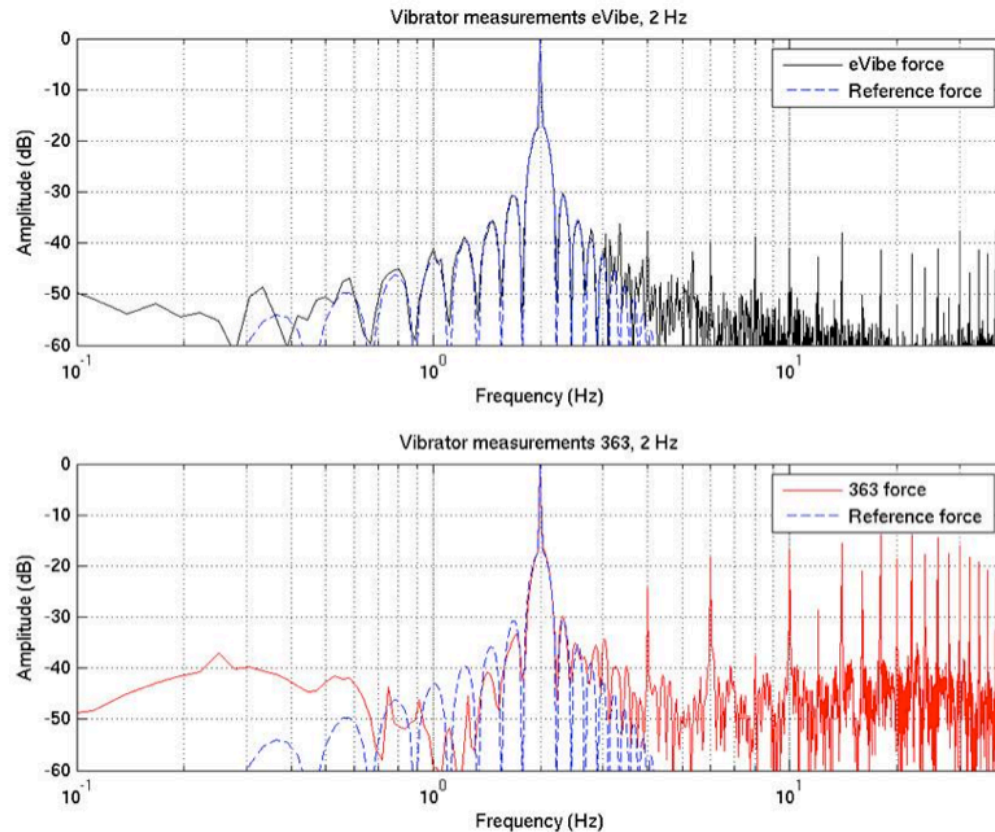 Vibrator measurements eVibe, 2 Hz
0
-10
-20
-30
-40
-50
-60
Amplitude (dB)
eVibe force
Reference force
10^-1
10^0
10^1
Frequency (Hz)
Vibrator measurements 363, 2 Hz
0
-10
-20
-30
-40
-50
-60
Amplitude (dB)
363 force
Reference force
10^-1
10^0
10^1
Frequency (Hz)